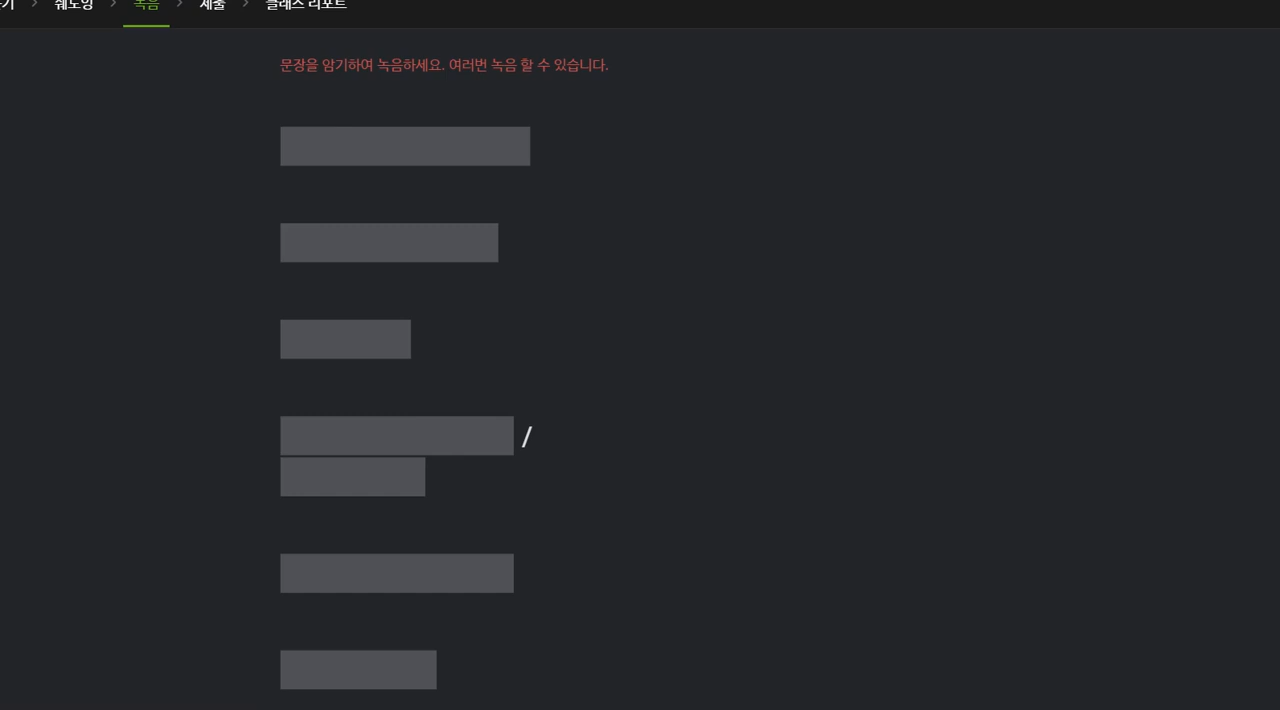 쉐도잉 > 녹음 > 제출 > 클래스 리포트
문장을 암기하여 녹음하세요. 여러번 녹음 할 수 있습니다.
/